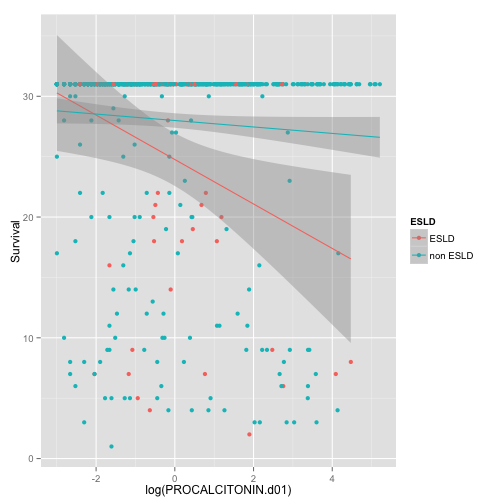 Survival
30
20
10
0
-2 0 2 4
log(PROCALCITONIN.d01)
ESLD
ESLD
non ESLD